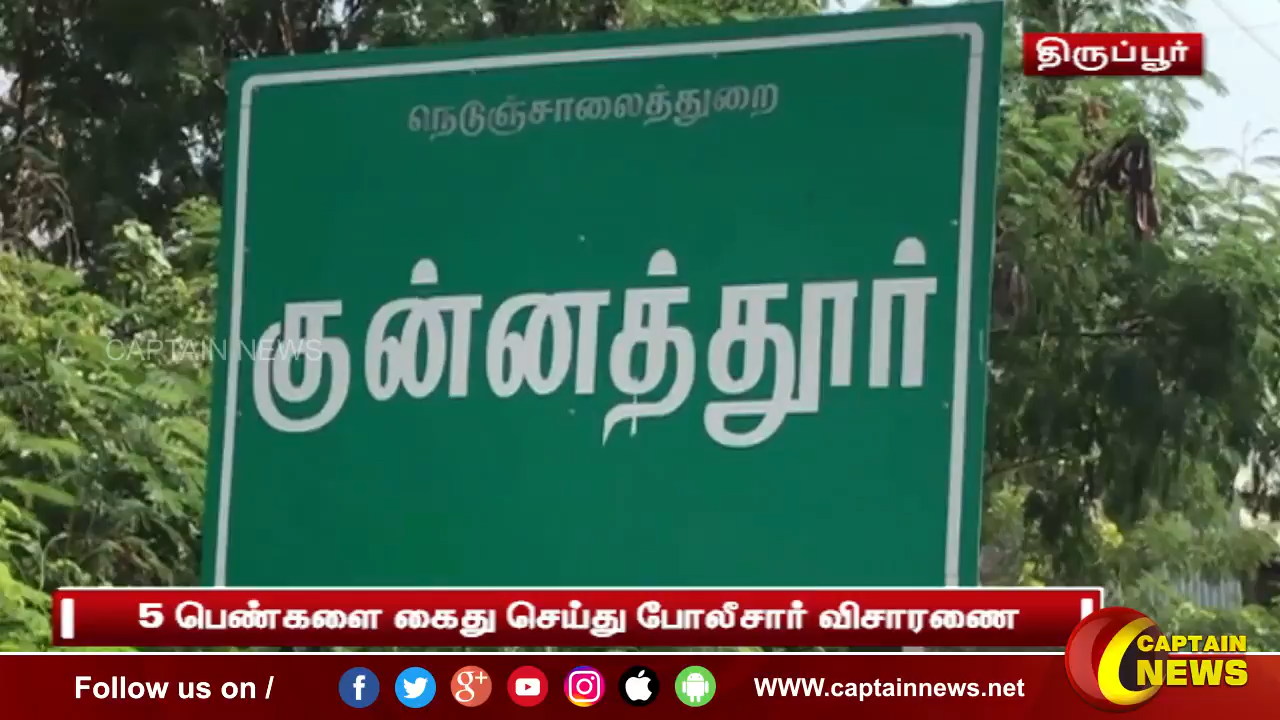 திருப்பூர்
நெடுஞ்சாலைத்துறை
குன்னத்தூர்
CAPTAIN NEWS
5 பெண்களை கைது செய்து போலீசார் விசாரணை
Follow us on /
WWW.captainnews.net
CAPTAIN
NEWS